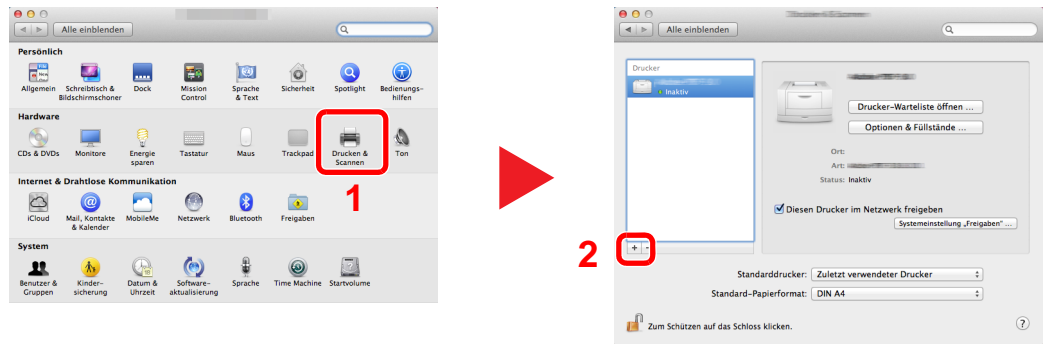 Alle einblenden
Persönlich
Allgemein
Schreibtisch &
Bildschirmschoner
Dock
Mission
Control
Sprache
& Text
Sicherheit
Spotlight
Bedienungs-
hilfen
Hardware
CDs & DVDs
Monitore
Energie
sparen
Tastatur
Maus
Trackpad
Drucken &
Scannen
Ton
1
Internet & Drahtlose Kommunikation
iCloud
Mail, Kontakte
& Kalender
MobileMe
Netzwerk
Bluetooth
Freigaben
System
Benutzer &
Gruppen
Kinder-
sicherung
Datum &
Uhrzeit
Software-
aktualisierung
Sprache
Time Machine
Startvolume
Alle einblenden
Drucker
Inaktiv
Drucker-Warteliste öffnen ...
Optionen & Füllstände ...
Ort:
Art:
Status: Inaktiv
Diesen Drucker im Netzwerk freigeben
Systemeinstellung „Freigaben“ ...
2
+ -
Standarddrucker: Zuletzt verwendeter Drucker
Standard-Papierformat: DIN A4
Zum Schützen auf das Schloss klicken.
?